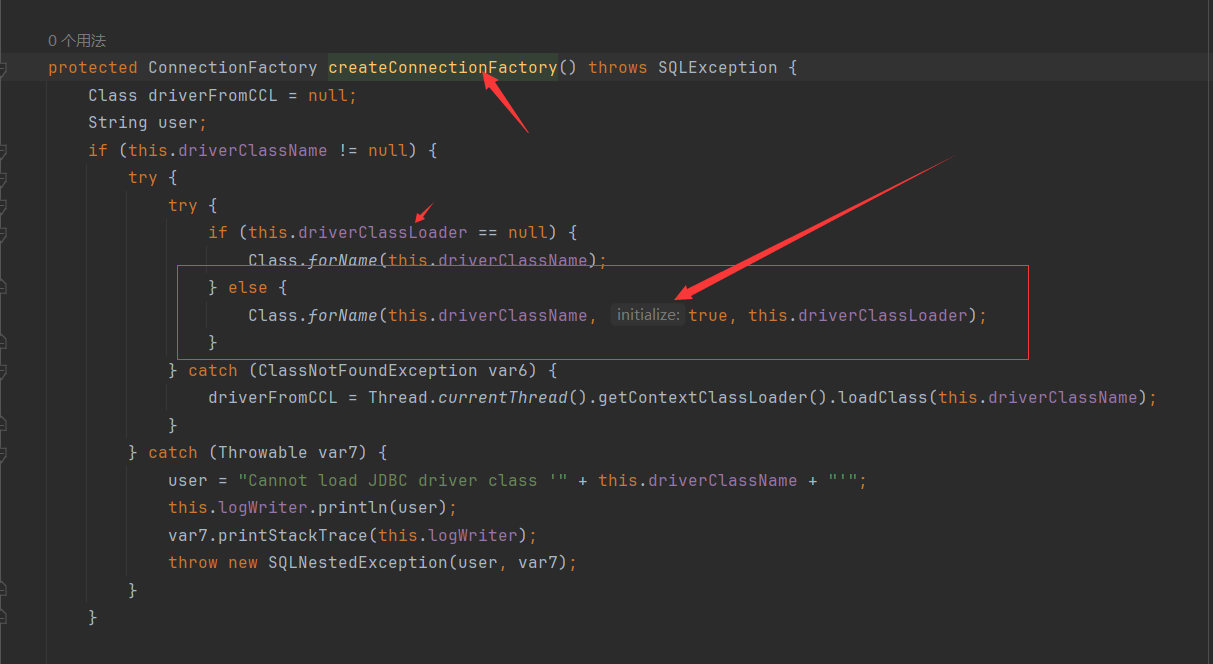 0 个用法
protected ConnectionFactory createConnectionFactory() throws SQLException {
Class driverFromCCL = null;
String user;
if (this.driverClassName != null) {
try {
try {
if (this.driverClassLoader == null) {
Class.forName(this.driverClassName);
} else {
Class.forName(this.driverClassName, initialize: true, this.driverClassLoader);
}
} catch (ClassNotFoundException var6) {
driverFromCCL = Thread.currentThread().getContextClassLoader().loadClass(this.driverClassName);
}
} catch (Throwable var7) {
user = "Cannot load JDBC driver class '" + this.driverClassName + "'";
this.logWriter.println(user);
var7.printStackTrace(this.logWriter);
throw new SQLNestedException(user, var7);
}
}